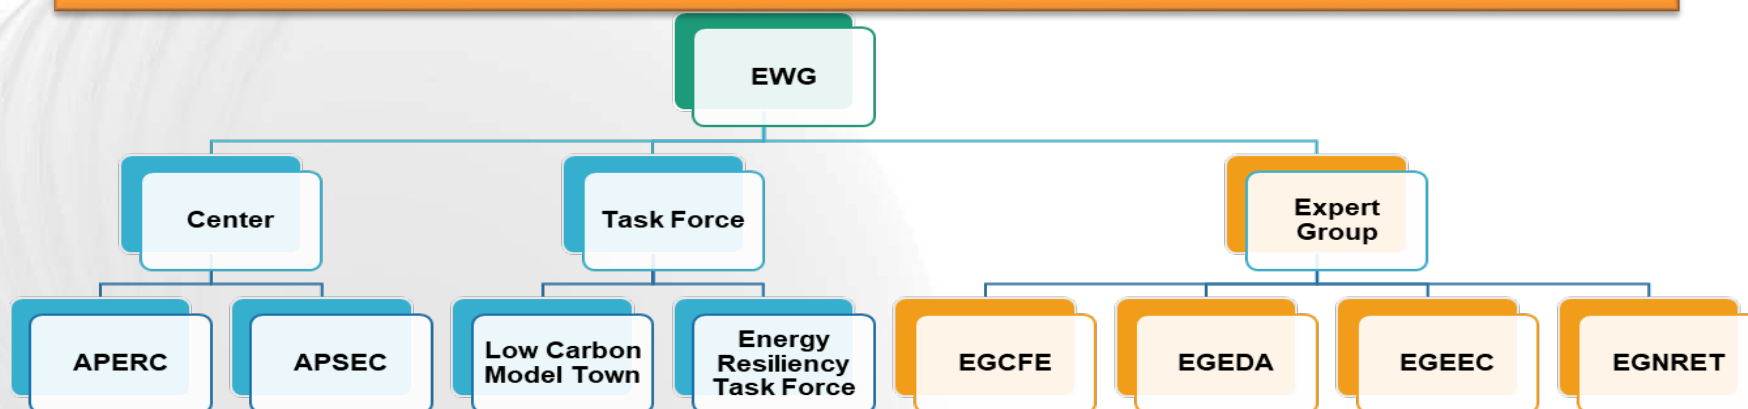 EWG
Center
Task Force
Expert
Group
APERC
APSEC
Low Carbon
Model Town
Energy
Resiliency
Task Force
EGCFE
EGEDA
EGEEC
EGNRET